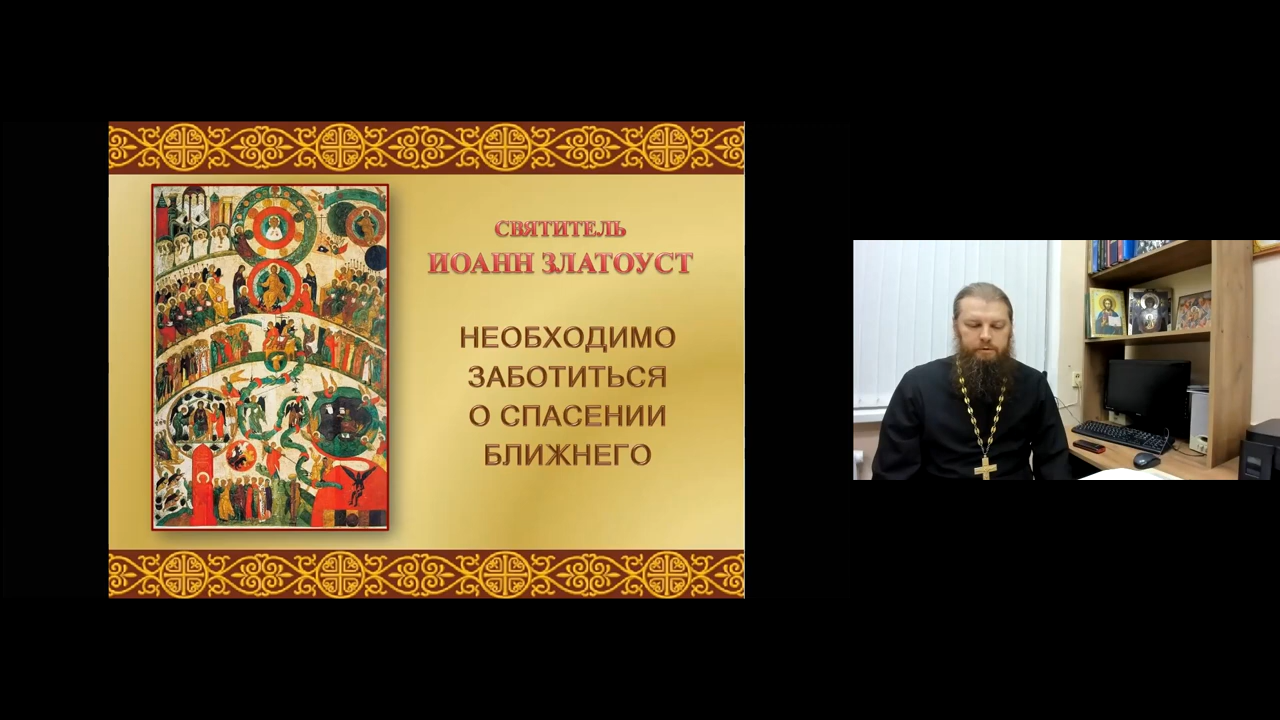 СВЯТИТЕЛЬ
ИОАНН ЗЛАТОУСТ
НЕОБХОДИМО
ЗАБОТИТЬСЯ
О СПАСЕНИИ
БЛИЖНЕГО